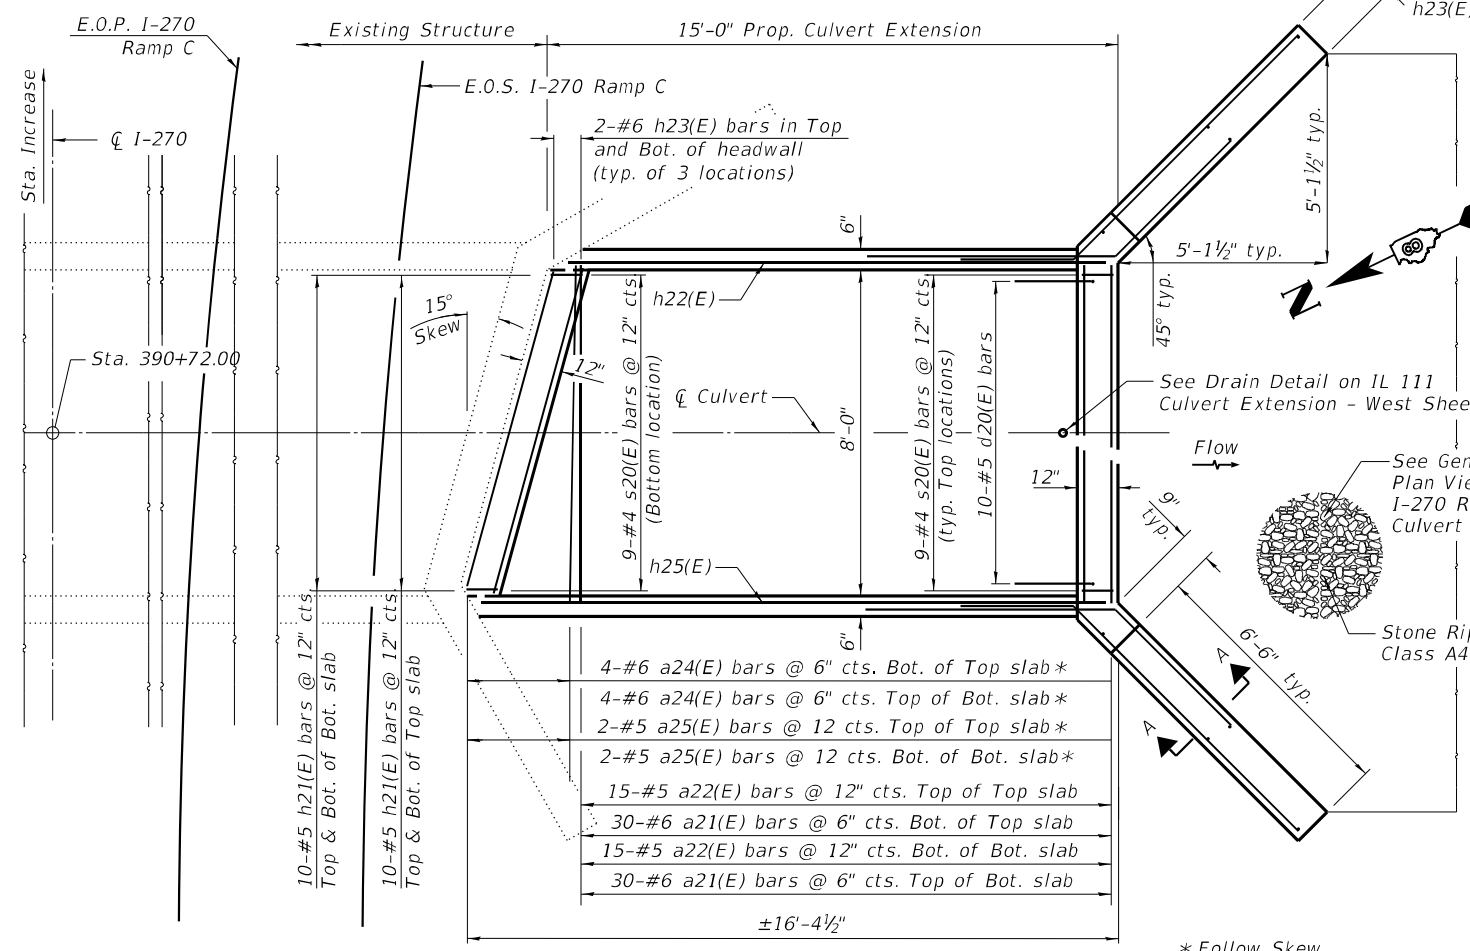 E.O.P. I-270
Ramp C
Existing Structure
15'-0" Prop. Culvert Extension
h23(E)
Sta. Increase
℄ I-270
E.O.S. I-270 Ramp C
2-#6 h23(E) bars in Top
and Bot. of headwall
(typ. of 3 locations)
6"
5'-1½" typ.
5'-1½" typ.
45° typ.
N
h22(E)
15°
Skew
12"
Sta. 390+72.00
9-#4 s20(E) bars @ 12" cts.
(Bottom location)
℄ Culvert
8'-0"
9-#4 s20(E) bars @ 12" cts.
(typ. Top locations)
10-#5 d20(E) bars
See Drain Detail on IL 111
Culvert Extension - West Shee
Flow
12"
9"
typ.
See Gen
Plan Vie
I-270 R
Culvert
h25(E)
6"
Stone Rip
Class A4
6'-6" typ.
A
A
10-#5 h21(E) bars @ 12" cts.
Top & Bot. of Bot. slab
10-#5 h21(E) bars @ 12" cts.
Top & Bot. of Top slab
4-#6 a24(E) bars @ 6" cts. Bot. of Top slab*
4-#6 a24(E) bars @ 6" cts. Top of Bot. slab*
2-#5 a25(E) bars @ 12 cts. Top of Top slab*
2-#5 a25(E) bars @ 12 cts. Bot. of Bot. slab*
15-#5 a22(E) bars @ 12" cts. Top of Top slab
30-#6 a21(E) bars @ 6" cts. Bot. of Top slab
15-#5 a22(E) bars @ 12" cts. Bot. of Bot. slab
30-#6 a21(E) bars @ 6" cts. Top of Bot. slab
±16'-4½"
* Follow Skew